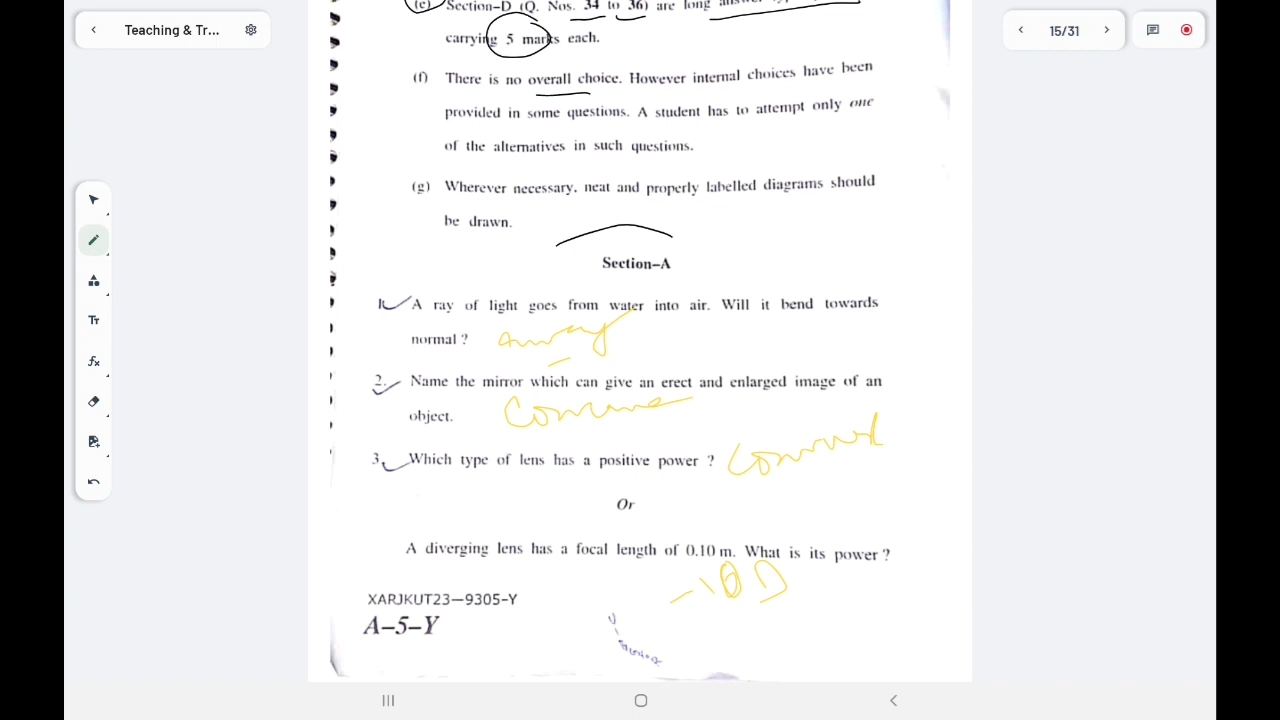 Teaching & Tr...
15/31
(e) Section–D (Q. Nos. 34 to 36) are long
carrying 5 marks each.
(f) There is no overall choice. However internal choices have been
provided in some questions. A student has to attempt only one
of the alternatives in such questions.
(g) Wherever necessary, neat and properly labelled diagrams should
be drawn.
Section–A
1. A ray of light goes from water into air. Will it bend towards
normal ? Away
2. Name the mirror which can give an erect and enlarged image of an
object.
3. Which type of lens has a positive power ?
Or
A diverging lens has a focal length of 0.10 m. What is its power ?
–10 D
XARJKUT23—9305-Y
A–5–Y